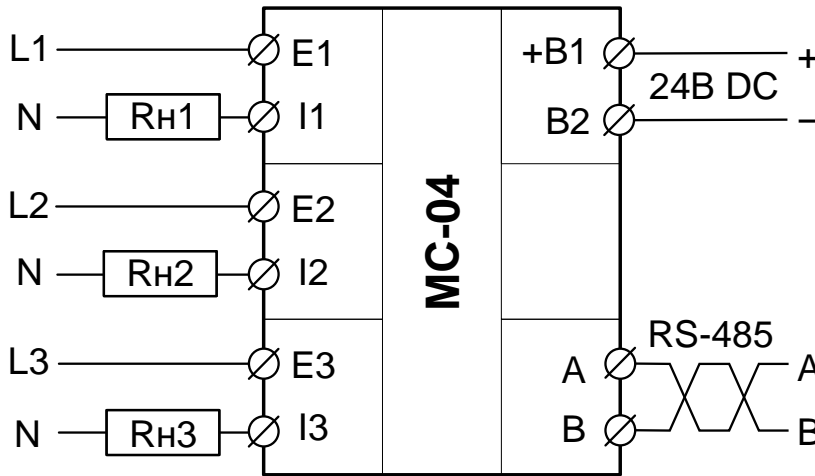 L1 E1 +B1 +
N Rн1 I1 24В DC
B2 −
L2 E2
N Rн2 I2
MC-04
L3 E3 A RS-485 A
N Rн3 I3 B B